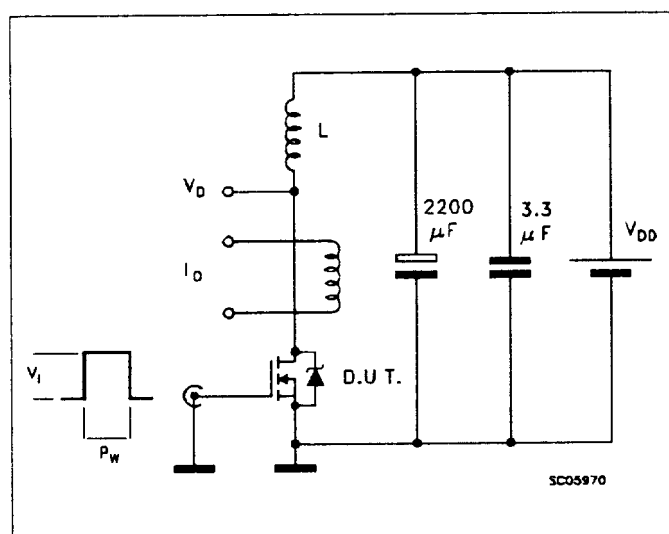 L
V_D
2200
μF
3.3
μF
V_DD
I_D
D.U.T.
V_i
P_W
SC05970